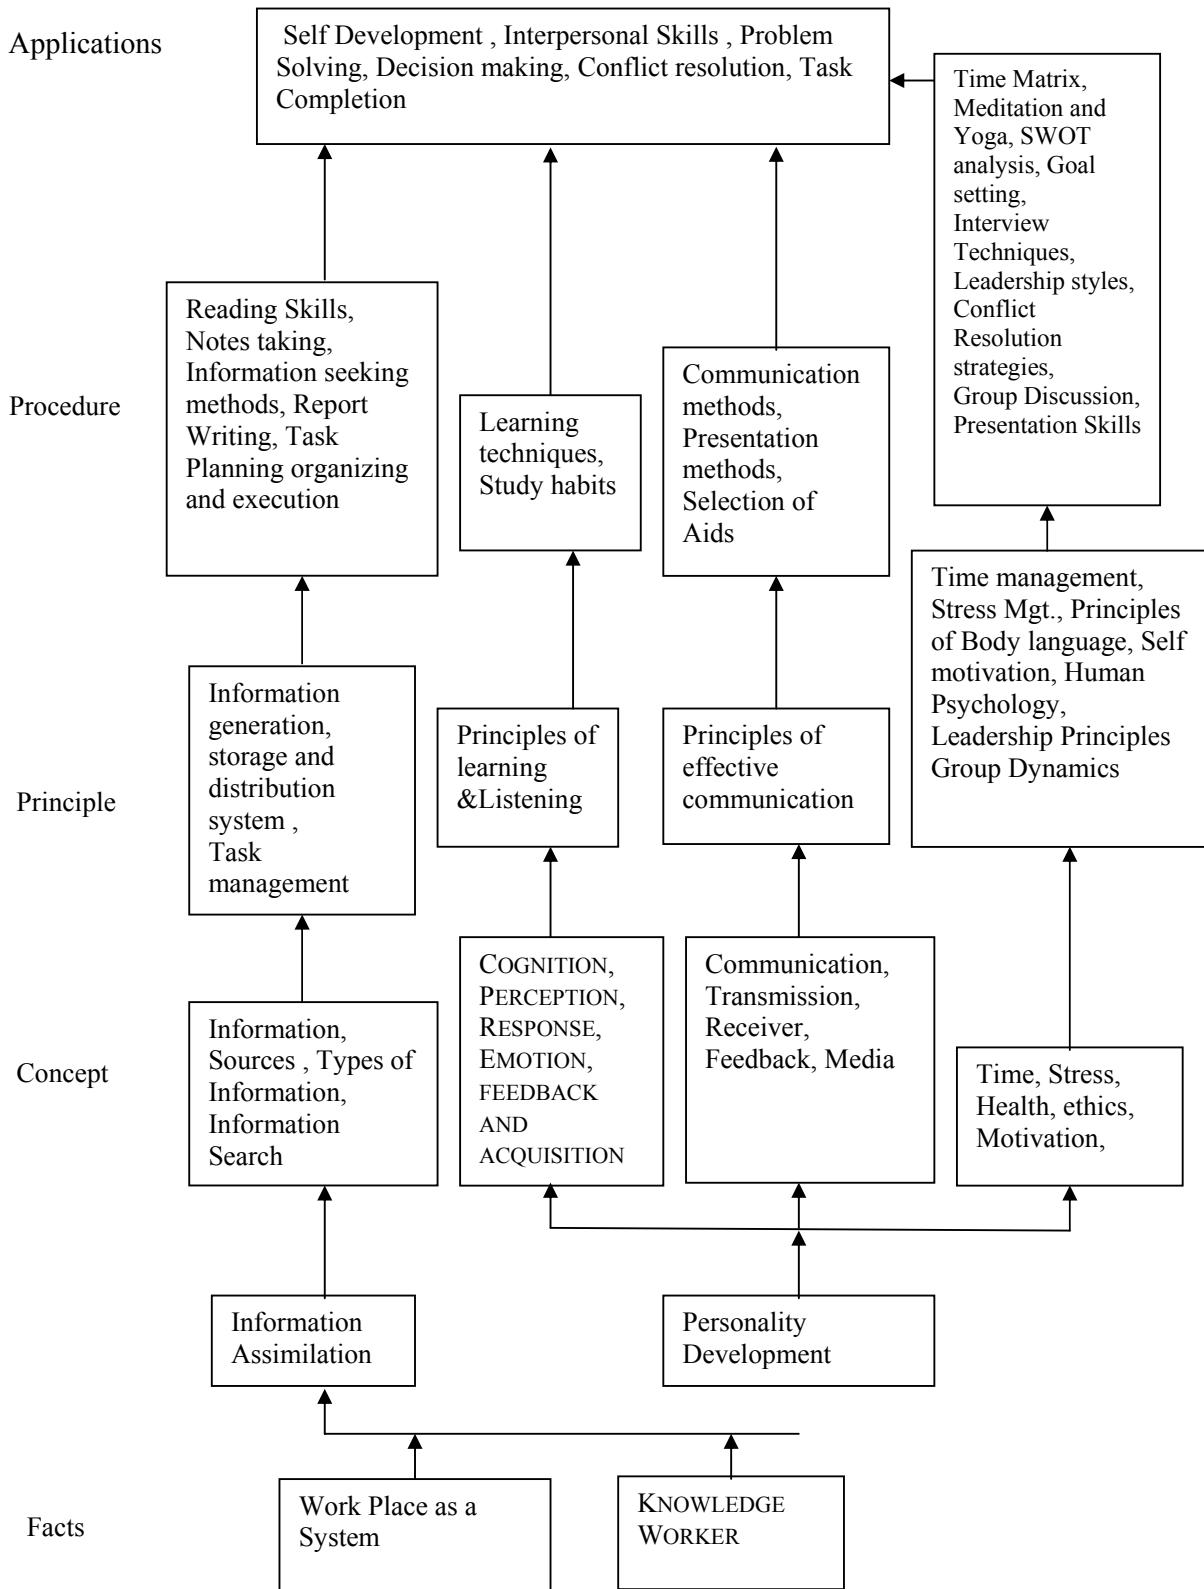 Applications
Self Development , Interpersonal Skills , Problem
Solving, Decision making, Conflict resolution, Task
Completion
Time Matrix,
Meditation and
Yoga, SWOT
analysis, Goal
setting,
Interview
Techniques,
Leadership styles,
Conflict
Resolution
strategies,
Group Discussion,
Presentation Skills
Procedure
Reading Skills,
Notes taking,
Information seeking
methods, Report
Writing, Task
Planning organizing
and execution
Learning
techniques,
Study habits
Communication
methods,
Presentation
methods,
Selection of
Aids
Time management,
Stress Mgt., Principles
of Body language, Self
motivation, Human
Psychology,
Leadership Principles
Group Dynamics
Principle
Information
generation,
storage and
distribution
system ,
Task
management
Principles of
learning
&Listening
Principles of
effective
communication
Concept
Information,
Sources , Types of
Information,
Information
Search
COGNITION,
PERCEPTION,
RESPONSE,
EMOTION,
FEEDBACK
AND
ACQUISITION
Communication,
Transmission,
Receiver,
Feedback, Media
Time, Stress,
Health, ethics,
Motivation,
Information
Assimilation
Personality
Development
Facts
Work Place as a
System
KNOWLEDGE
WORKER